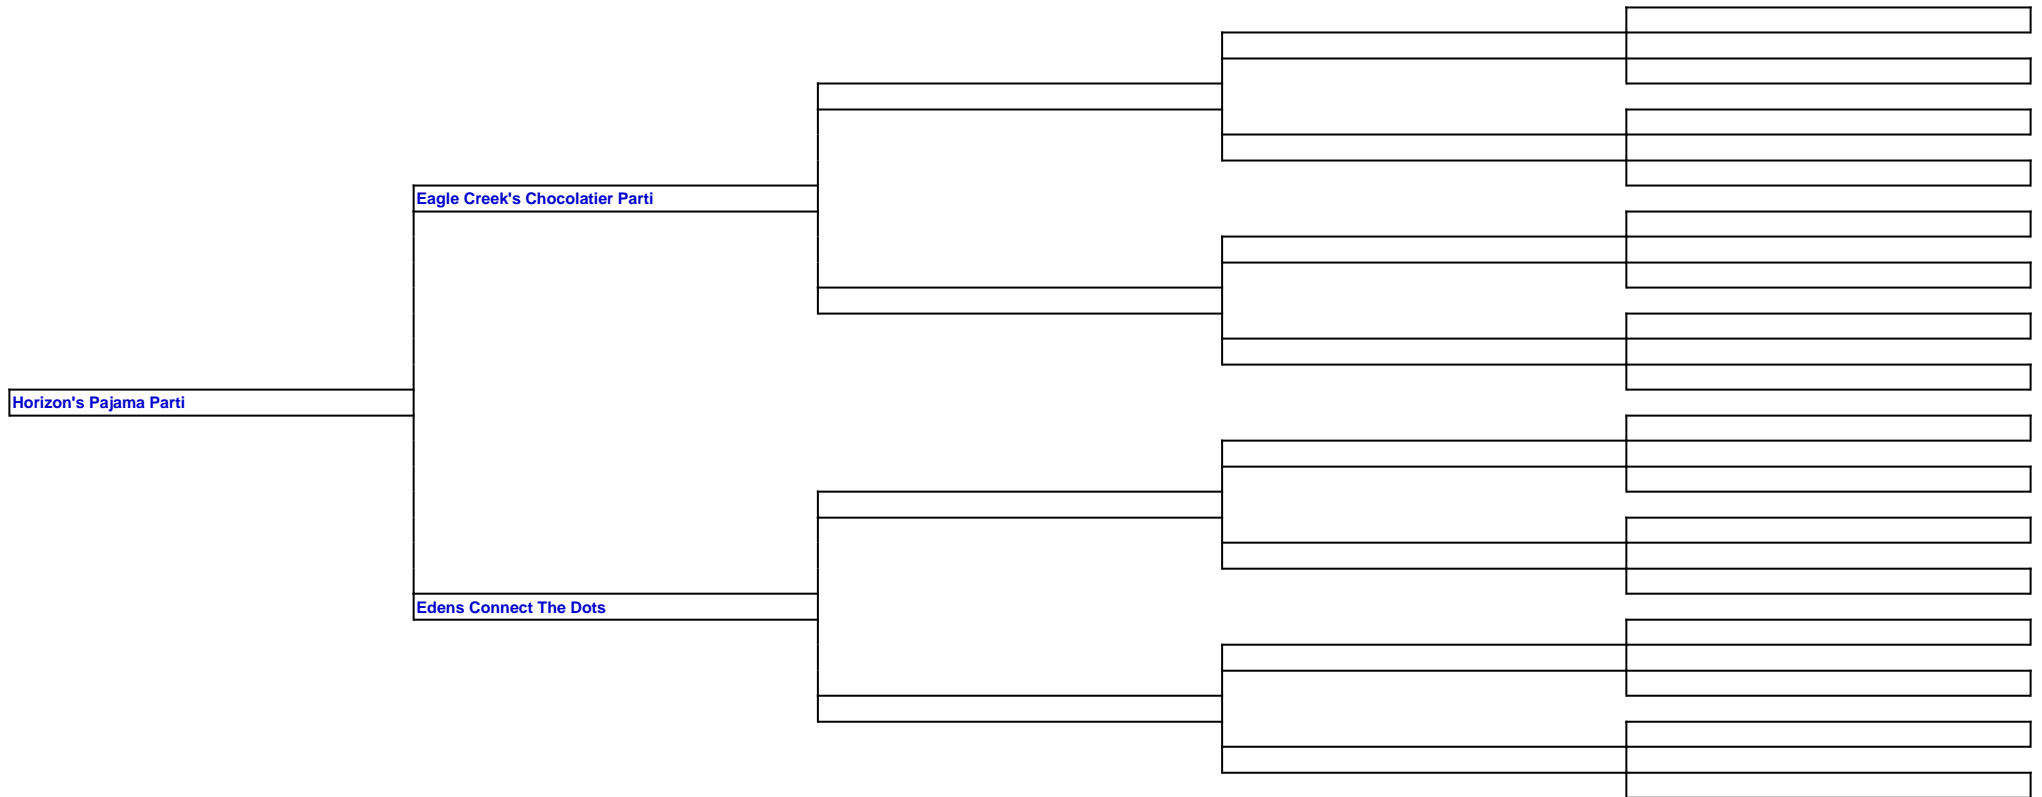 Eagle Creek's Chocolatier Parti
Horizon's Pajama Parti
Edens Connect The Dots